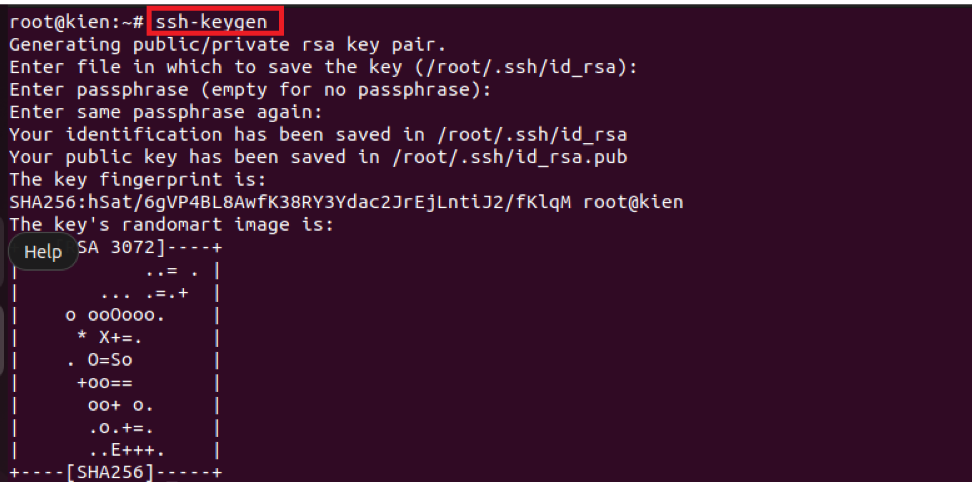 root@kien:~# ssh-keygen
Generating public/private rsa key pair.
Enter file in which to save the key (/root/.ssh/id_rsa):
Enter passphrase (empty for no passphrase):
Enter same passphrase again:
Your identification has been saved in /root/.ssh/id_rsa
Your public key has been saved in /root/.ssh/id_rsa.pub
The key fingerprint is:
SHA256:hSat/6gVP4BL8AwfK38RY3Ydac2JrEjLntiJ2/fKlqM root@kien
The key's randomart image is:
Help SA 3072]----+
|           ..= . |
|       ... .=.+  |
|    o ooOooo.    |
|     * X+=.      |
|    . O=So       |
|     +oo==       |
|      oo+ o.     |
|      .o.+=.     |
|      ..E+++.    |
+----[SHA256]-----+